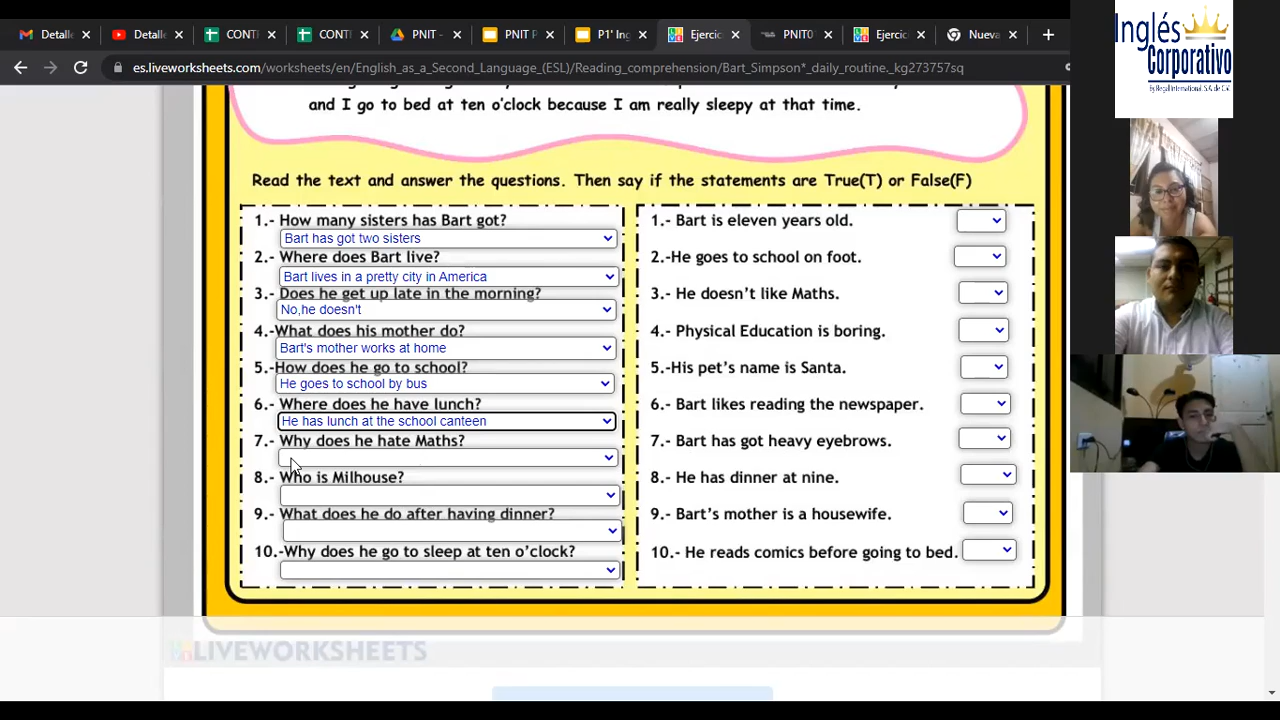 Detalle
Detalle
CONTI
CONTI
PNIT -
PNIT P
P1' Ing
Ejercic
PNIT0
Ejercic
Nueva
es.liveworksheets.com/worksheets/en/English_as_a_Second_Language_(ESL)/Reading_comprehension/Bart_Simpson*_daily_routine._kg273757sq
and I go to bed at ten o'clock because I am really sleepy at that time.
Read the text and answer the questions. Then say if the statements are True(T) or False(F)
1.- How many sisters has Bart got?
Bart has got two sisters
2.- Where does Bart live?
Bart lives in a pretty city in America
3.- Does he get up late in the morning?
No,he doesn't
4.-What does his mother do?
Bart's mother works at home
5.-How does he go to school?
He goes to school by bus
6.- Where does he have lunch?
He has lunch at the school canteen
7.- Why does he hate Maths?
8.- Who is Milhouse?
9.- What does he do after having dinner?
10.-Why does he go to sleep at ten o'clock?
1.- Bart is eleven years old.
2.-He goes to school on foot.
3.- He doesn't like Maths.
4.- Physical Education is boring.
5.-His pet's name is Santa.
6.- Bart likes reading the newspaper.
7.- Bart has got heavy eyebrows.
8.- He has dinner at nine.
9.- Bart's mother is a housewife.
10.- He reads comics before going to bed.
LIVEWORKSHEETS
Inglés
Corporativo
By Regal International, S.A. de C.V.